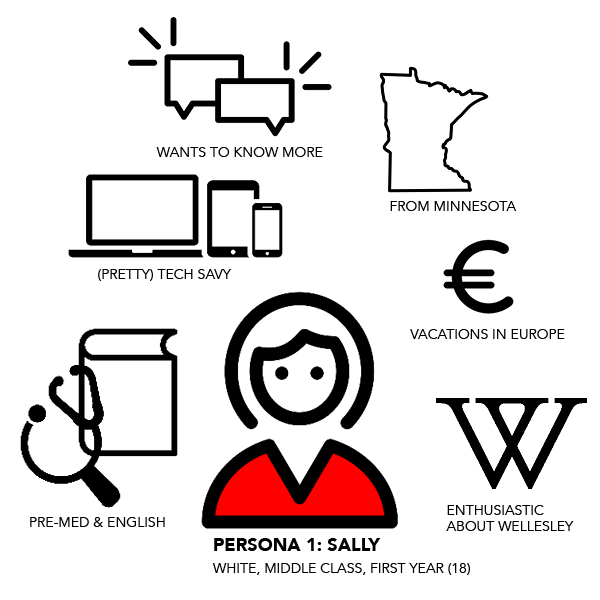 WANTS TO KNOW MORE
FROM MINNESOTA
(PRETTY) TECH SAVY
€
VACATIONS IN EUROPE
W
PRE-MED & ENGLISH
ENTHUSIASTIC
ABOUT WELLESLEY
PERSONA 1: SALLY
WHITE, MIDDLE CLASS, FIRST YEAR (18)